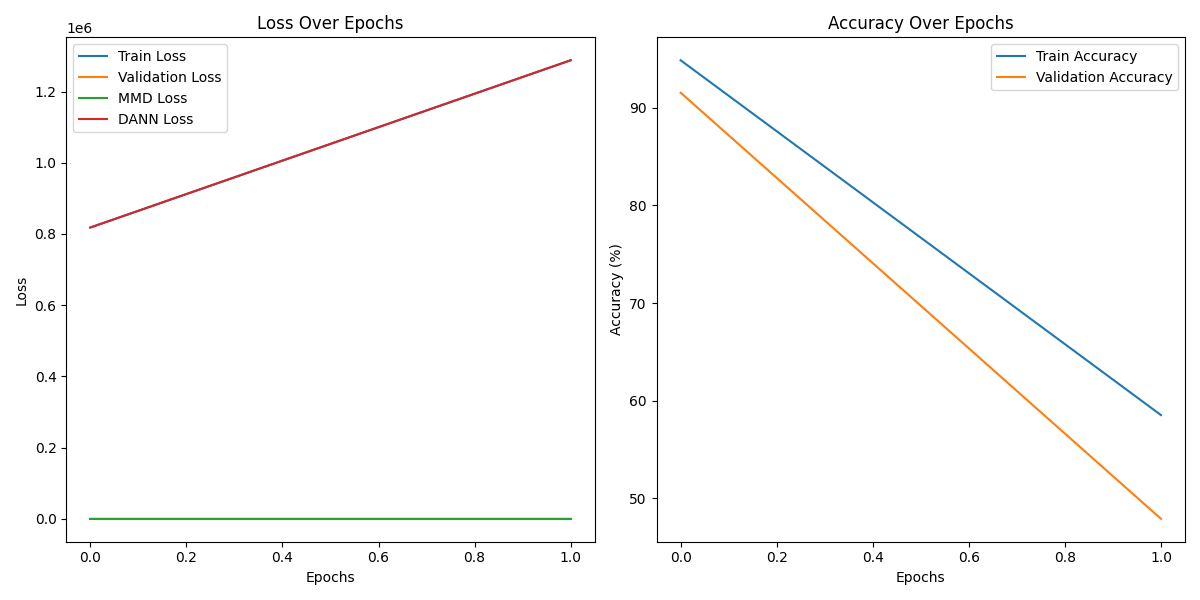 Loss Over Epochs
1e6
Train Loss
Validation Loss
MMD Loss
DANN Loss
1.2
1.0
0.8
0.6
0.4
0.2
0.0
Loss
0.0 0.2 0.4 0.6 0.8 1.0
Epochs
Accuracy Over Epochs
Train Accuracy
Validation Accuracy
90
80
70
60
50
Accuracy (%)
0.0 0.2 0.4 0.6 0.8 1.0
Epochs